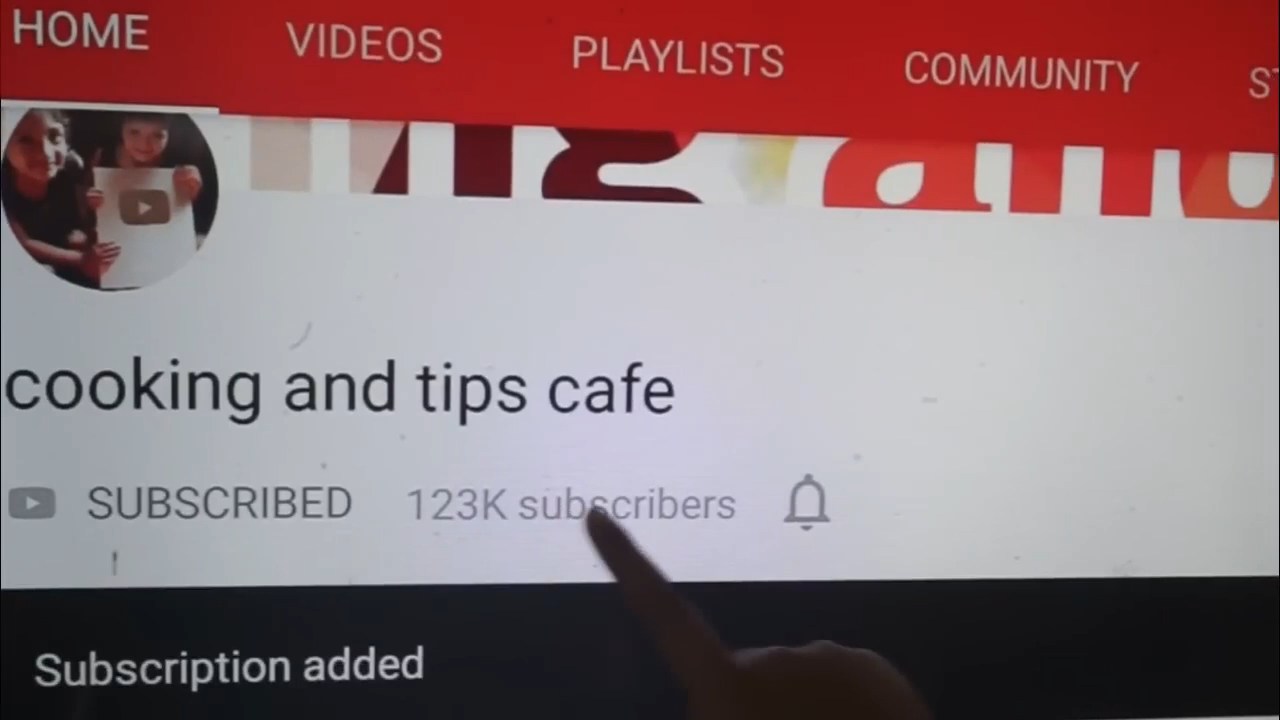 HOME VIDEOS PLAYLISTS COMMUNITY
cooking and tips cafe
SUBSCRIBED 123K subscribers
Subscription added